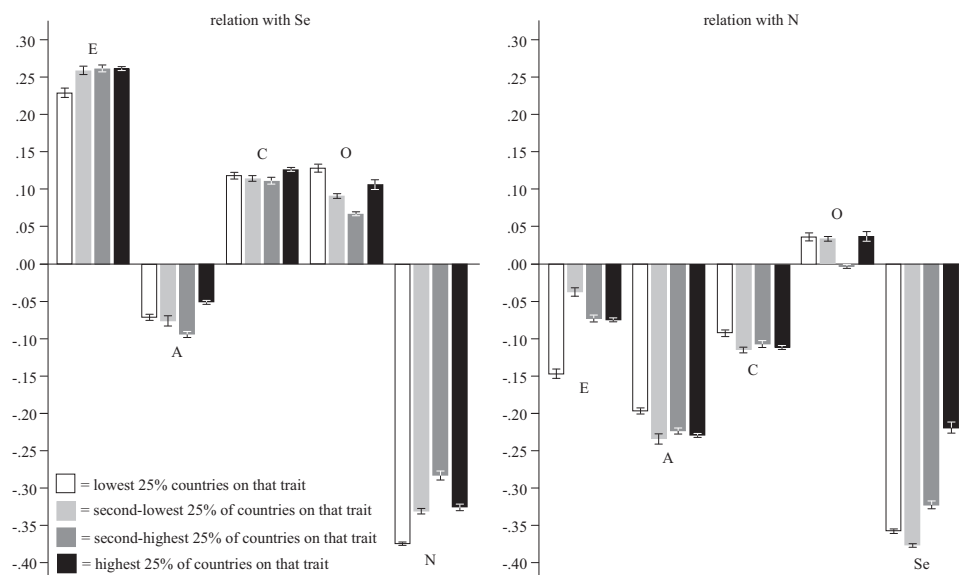 relation with Se
relation with N
.30
.25
.20
.15
.10
.05
.00
-.05
-.10
-.15
-.20
-.25
-.30
-.35
-.40
E
A
C
O
N
= lowest 25% countries on that trait
= second-lowest 25% of countries on that trait
= second-highest 25% of countries on that trait
= highest 25% of countries on that trait
.30
.25
.20
.15
.10
.05
.00
-.05
-.10
-.15
-.20
-.25
-.30
-.35
-.40
E
A
C
O
Se